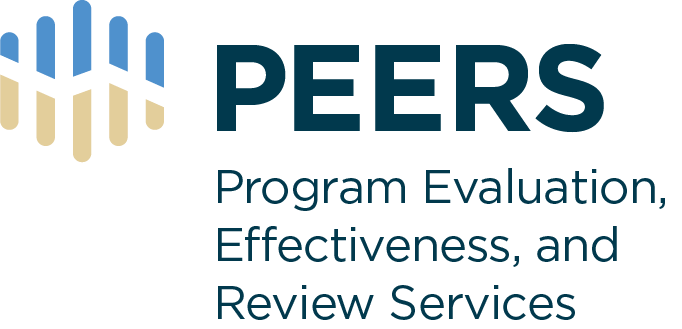 PEERS
Program Evaluation,
Effectiveness, and
Review Services